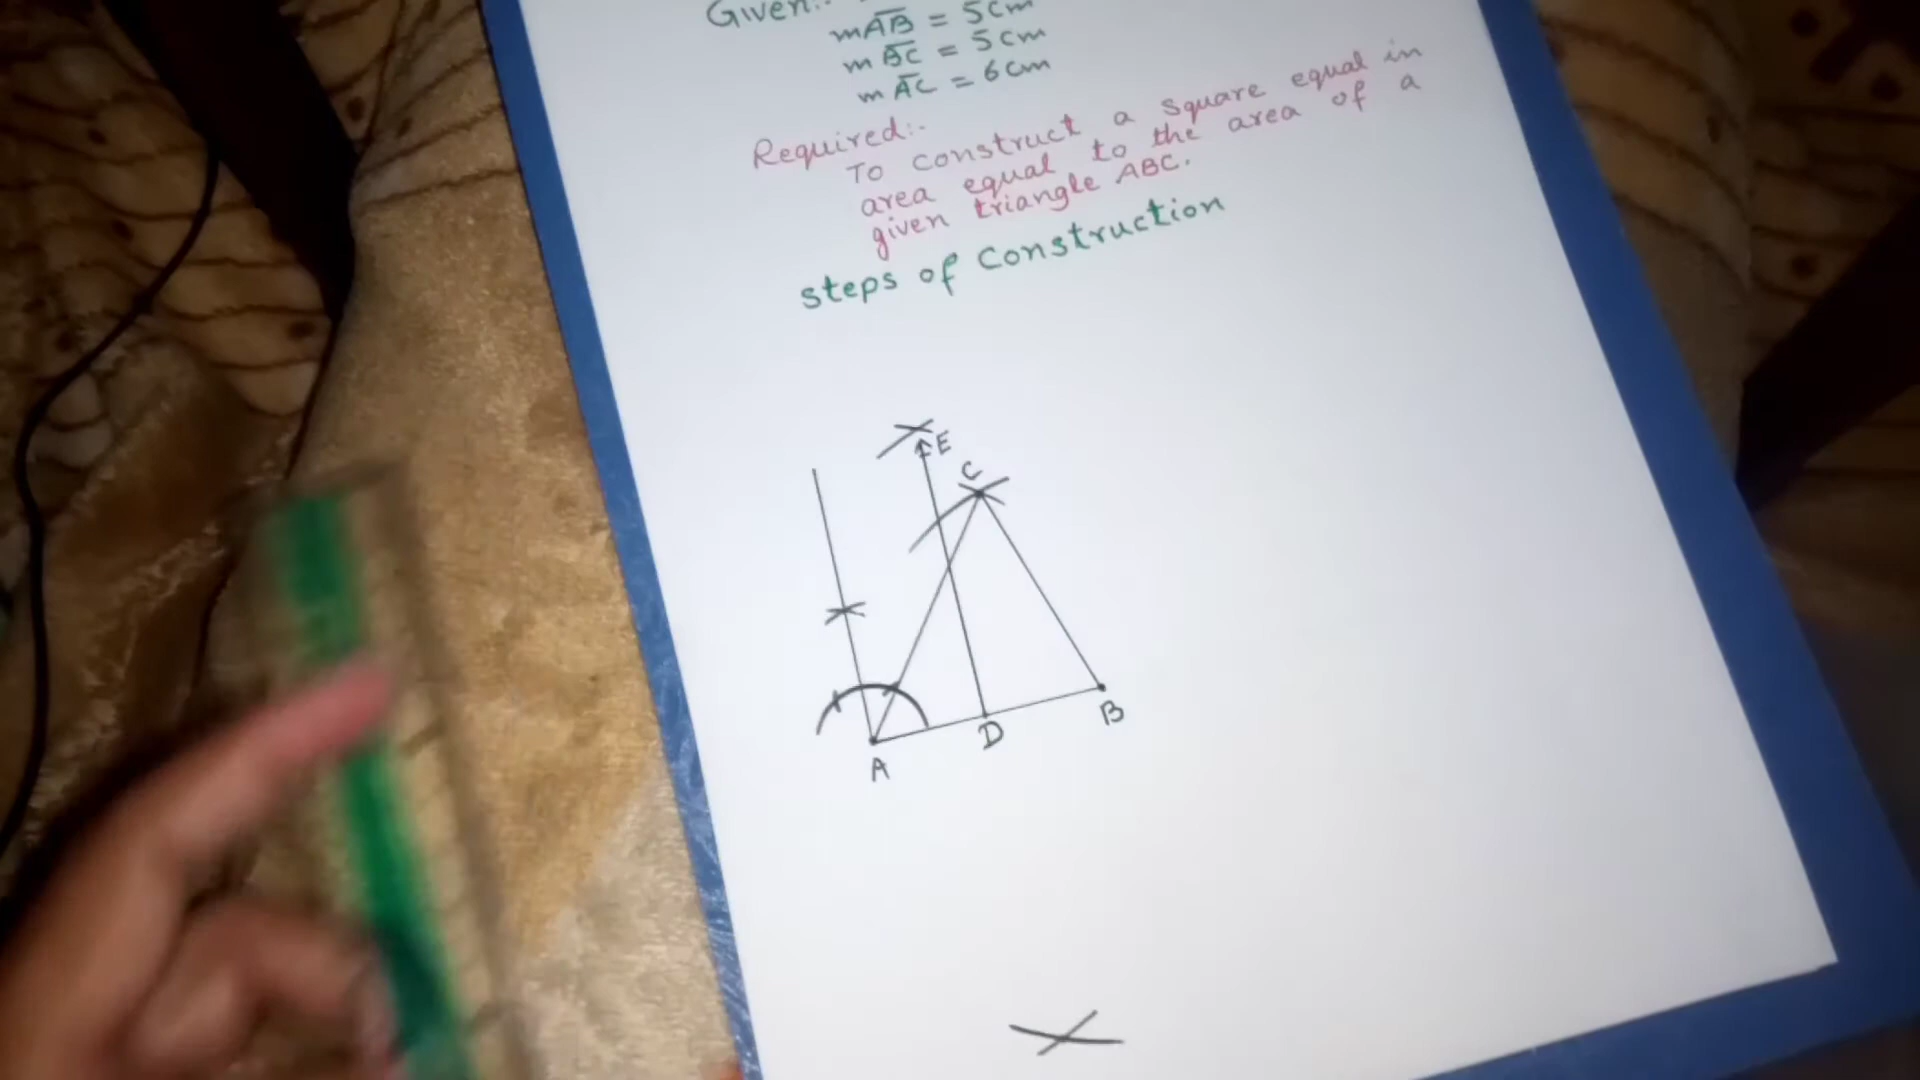 Given:-
mAB = 5cm
mBC = 5cm
mAC = 6cm
Required:-
To construct a square equal in
area equal to the area of a
given triangle ABC.
steps of Construction
E
C
D
B
A